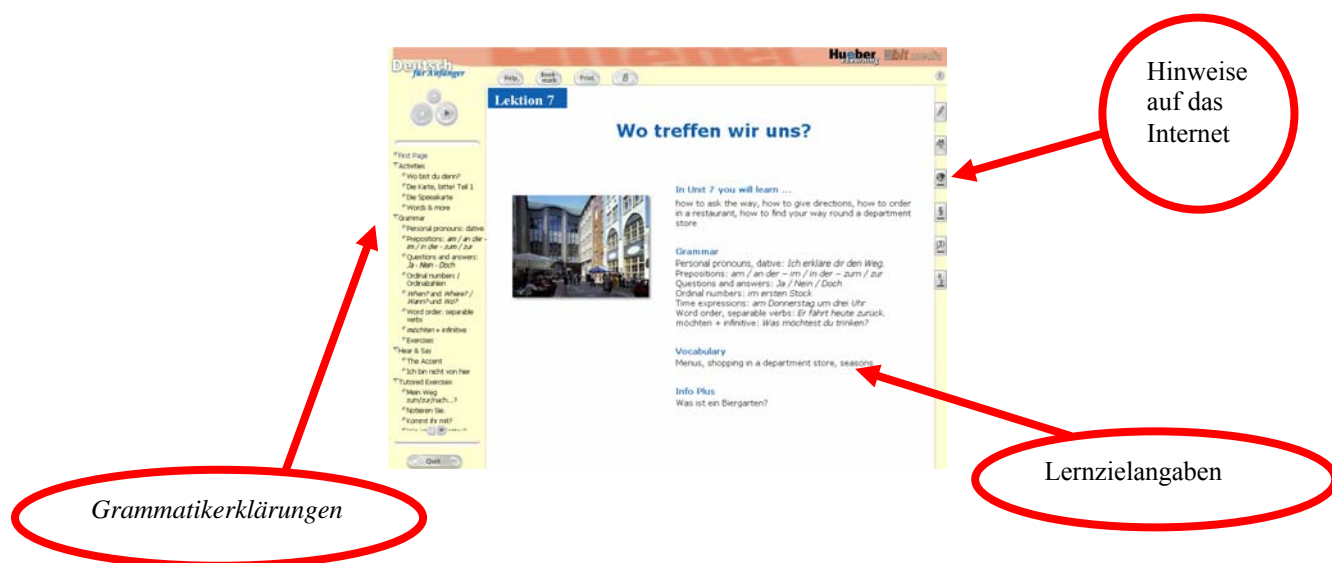 Hueber bit media
eLearning
Deutsch
für Anfänger
Help
Book-
mark
Print
ß
Lektion 7
Wo treffen wir uns?
First Page
Activities
Wo bist du denn?
Die Karte, bitte! Teil 1
Die Speisekarte
Words & more
Grammar
Personal pronouns: dative
Prepositions: am / an der -
im / in der - zum / zur
Questions and answers:
Ja - Nein - Doch
Ordinal numbers /
Ordinalzahlen
When? and Where? /
Wann? und Wo?
Word order: separable
verbs
möchten + infinitive
Exercises
Hear & Say
The Accent
Ich bin nicht von hier
Tutored Exercises
Mein Weg
zum/zur/nach...?
Notieren Sie.
Kommt ihr mit?
Quit
In Unit 7 you will learn ...
how to ask the way, how to give directions, how to order
in a restaurant, how to find your way round a department
store
Grammar
Personal pronouns, dative: Ich erkläre dir den Weg.
Prepositions: am / an der – im / in der – zum / zur
Questions and answers: Ja / Nein / Doch
Ordinal numbers: im ersten Stock
Time expressions: am Donnerstag um drei Uhr
Word order, separable verbs: Er fährt heute zurück.
möchten + infinitive: Was möchtest du trinken?
Vocabulary
Menus, shopping in a department store, seasons
Info Plus
Was ist ein Biergarten?
Hinweise
auf das
Internet
Lernzielangaben
Grammatikerklärungen